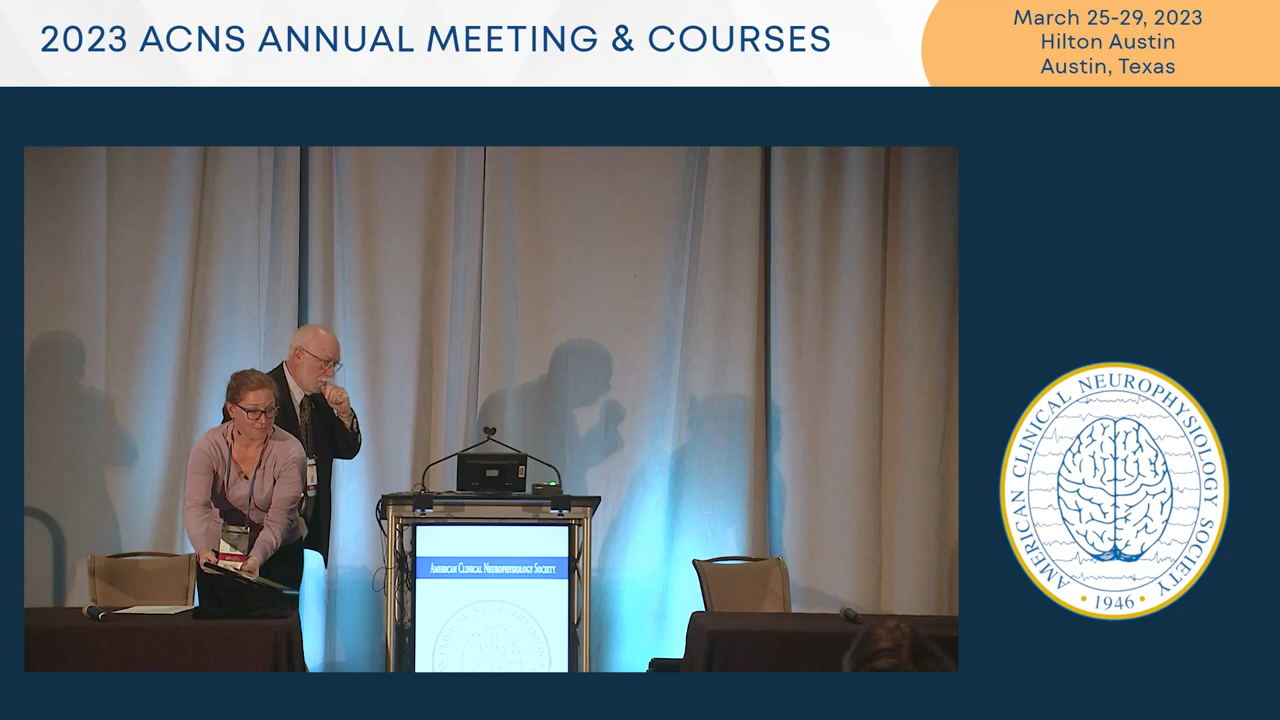 2023 ACNS ANNUAL MEETING & COURSES
March 25-29, 2023
Hilton Austin
Austin, Texas
AMERICAN CLINICAL NEUROPHYSIOLOGY SOCIETY
AMERICAN CLINICAL NEUROPHYSIOLOGY SOCIETY
• 1946 •